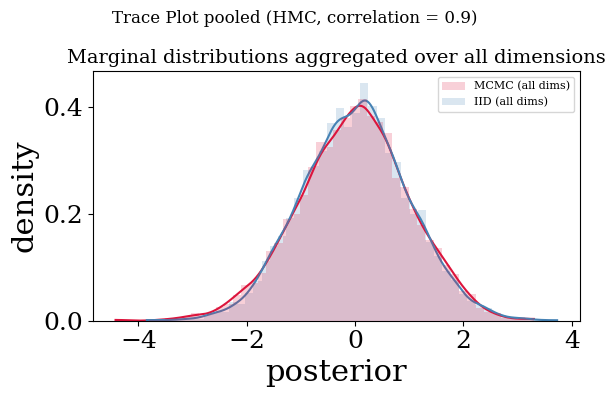 Trace Plot pooled (HMC, correlation = 0.9)
Marginal distributions aggregated over all dimensions
MCMC (all dims)
IID (all dims)
density
0.4
0.2
0.0
−4 −2 0 2 4
posterior